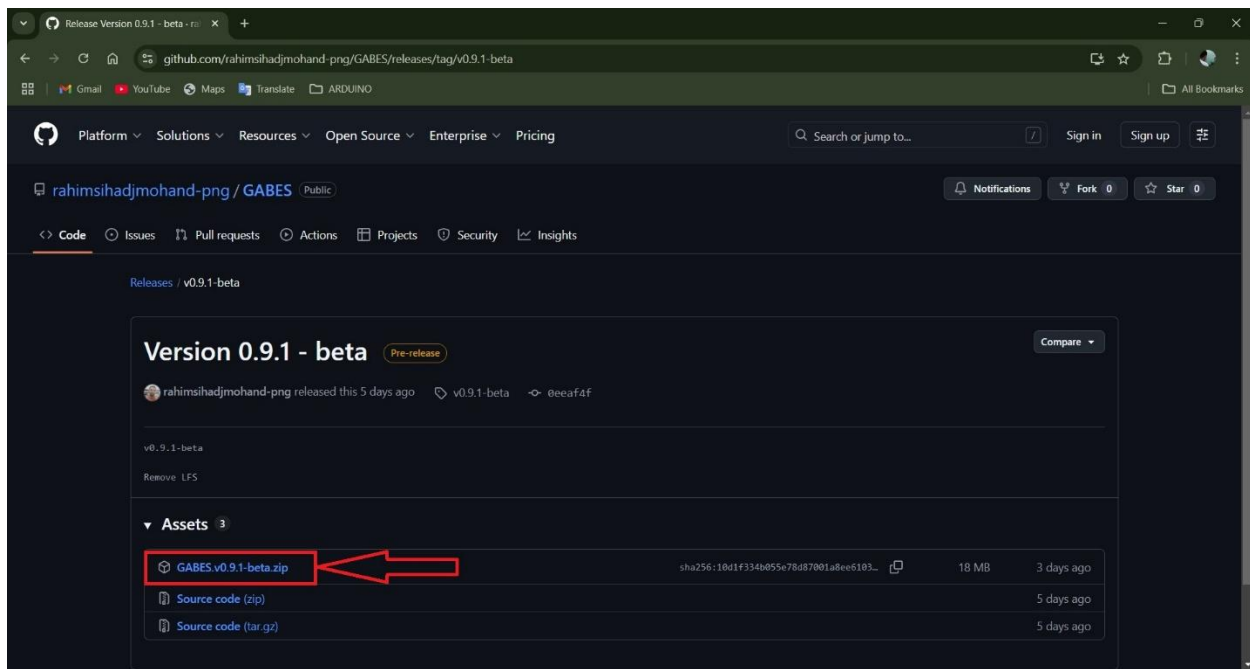 Release Version 0.9.1 - beta · ra
github.com/rahimsihadjmohand-png/GABES/releases/tag/v0.9.1-beta
Gmail YouTube Maps Translate ARDUINO All Bookmarks
Platform Solutions Resources Open Source Enterprise Pricing Search or jump to... / Sign in Sign up
rahimsihadjmohand-png / GABES Public Notifications Fork 0 Star 0
Code Issues Pull requests Actions Projects Security Insights
Releases / v0.9.1-beta
Version 0.9.1 - beta Pre-release Compare
rahimsihadjmohand-png released this 5 days ago v0.9.1-beta 0eeaf4f
v0.9.1-beta
Remove LFS
Assets 3
GABES.v0.9.1-beta.zip sha256:10d1f334b055e78d87001a8ee6103… 18 MB 3 days ago
Source code (zip) 5 days ago
Source code (tar.gz) 5 days ago